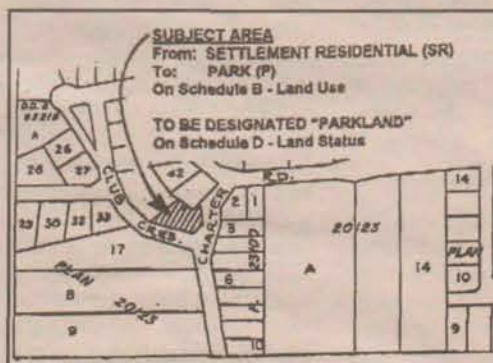 SUBJECT AREA
From: SETTLEMENT RESIDENTIAL (SR)
To: PARK (P)
On Schedule B - Land Use
TO BE DESIGNATED "PARKLAND"
On Schedule D - Land Status
A
26
28
27
42
CLUB
CRES.
CHARTER
RD.
2
1
14
29
30
32
33
3
20125
PLAN
17
6
A
14
10
PLAN
20125
8
9
P.
10
9